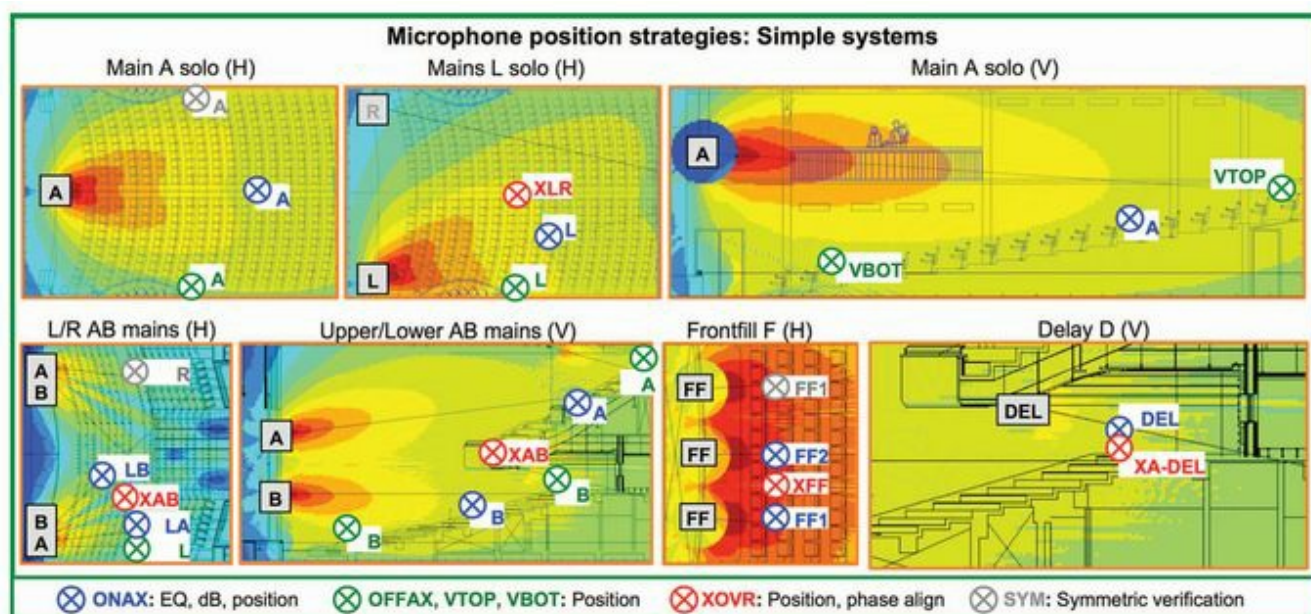 Microphone position strategies: Simple systems
Main A solo (H)
Mains L solo (H)
Main A solo (V)
A
A
A
A
R
XLR
L
L
L
A
VTOP
A
VBOT
L/R AB mains (H)
Upper/Lower AB mains (V)
Frontfill F (H)
Delay D (V)
A
B
R
LB
XAB
LA
L
B
A
A
A
A
XAB
B
B
B
B
FF
FF1
FF
FF2
XFF
FF
FF1
DEL
DEL
XA-DEL
ONAX: EQ, dB, position
OFFAX, VTOP, VBOT: Position
XOVR: Position, phase align
SYM: Symmetric verification